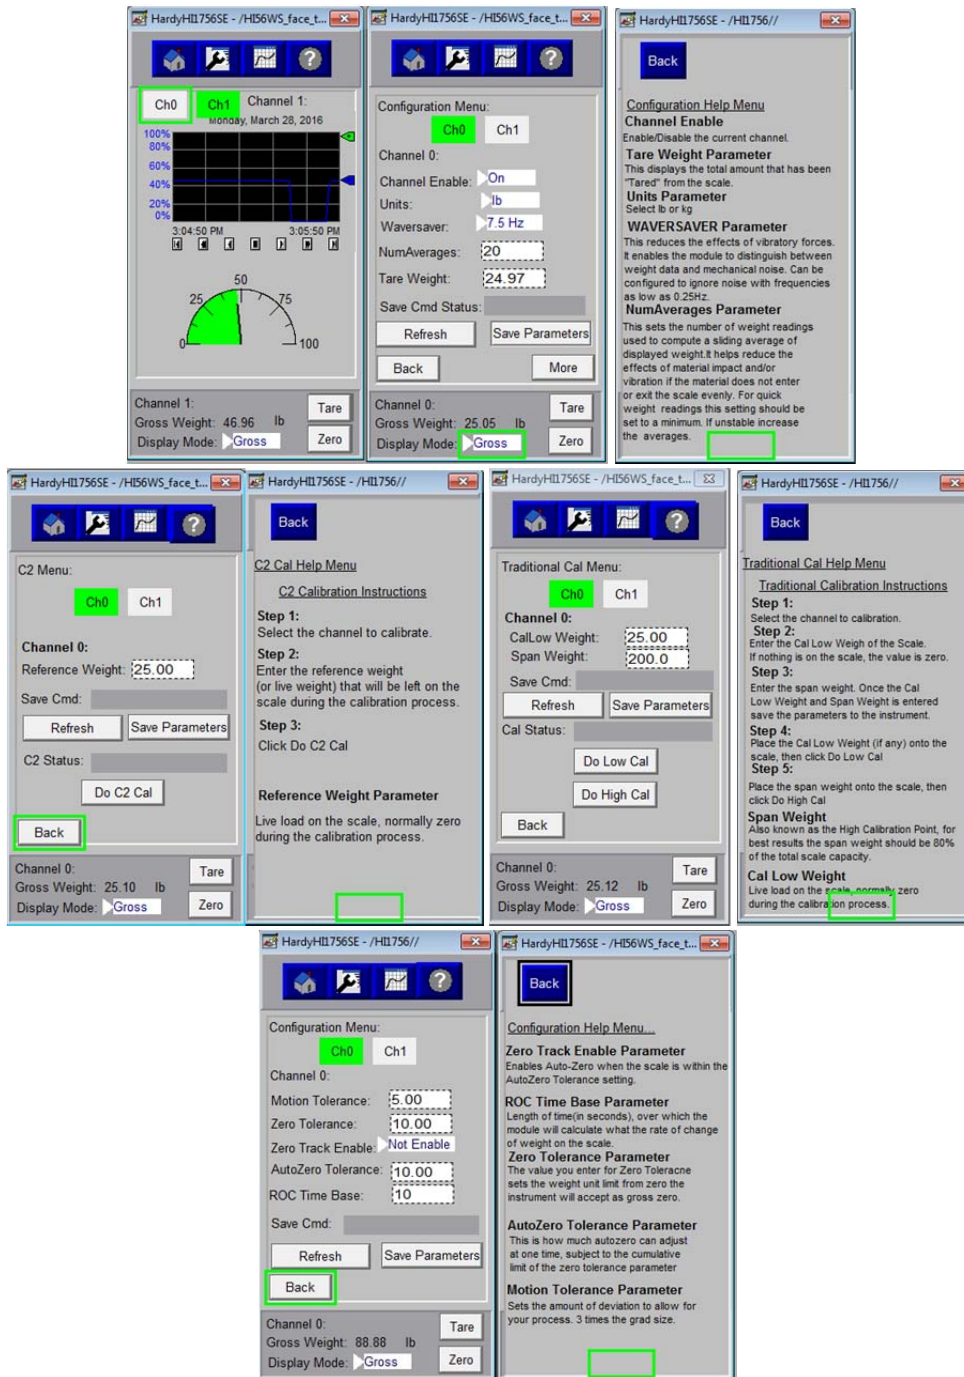 HardyHI1756SE - /HI56WS_face_t...
Ch0 Ch1 Channel 1:
Monday, March 28, 2016
100%
80%
60%
40%
20%
0%
3:04:50 PM 3:05:50 PM
50
25 75
0 100
Channel 1:
Gross Weight: 46.96 lb
Display Mode: Gross
Tare
Zero
HardyHI1756SE - /HI56WS_face_t...
?
Configuration Menu:
Ch0 Ch1
Channel 0:
Channel Enable: On
Units: lb
Waversaver: 7.5 Hz
NumAverages: 20
Tare Weight: 24.97
Save Cmd Status:
Refresh Save Parameters
Back More
Channel 0:
Gross Weight: 25.05 lb
Display Mode: Gross
Tare
Zero
HardyHI1756SE - /HI1756//
Back
Configuration Help Menu
Channel Enable
Enable/Disable the current channel.
Tare Weight Parameter
This displays the total amount that has been
"Tared" from the scale.
Units Parameter
Select lb or kg
WAVERSAVER Parameter
This reduces the effects of vibratory forces.
It enables the module to distinguish between
weight data and mechanical noise. Can be
configured to ignore noise with frequencies
as low as 0.25Hz.
NumAverages Parameter
This sets the number of weight readings
used to compute a sliding average of
displayed weight.It helps reduce the
effects of material impact and/or
vibration if the material does not enter
or exit the scale evenly. For quick
weight readings this setting should be
set to a minimum. If unstable increase
the averages.
HardyHI1756SE - /HI56WS_face_t...
?
C2 Menu:
Ch0 Ch1
Channel 0:
Reference Weight: 25.00
Save Cmd:
Refresh Save Parameters
C2 Status:
Do C2 Cal
Back
Channel 0:
Gross Weight: 25.10 lb
Display Mode: Gross
Tare
Zero
HardyHI1756SE - /HI1756//
Back
C2 Cal Help Menu
C2 Calibration Instructions
Step 1:
Select the channel to calibrate.
Step 2:
Enter the reference weight
(or live weight) that will be left on the
scale during the calibration process.
Step 3:
Click Do C2 Cal
Reference Weight Parameter
Live load on the scale, normally zero
during the calibration process.
HardyHI1756SE - /HI56WS_face_t...
?
Traditional Cal Menu:
Ch0 Ch1
Channel 0:
CalLow Weight: 25.00
Span Weight: 200.0
Save Cmd:
Refresh Save Parameters
Cal Status:
Do Low Cal
Do High Cal
Back
Channel 0:
Gross Weight: 25.12 lb
Display Mode: Gross
Tare
Zero
HardyHI1756SE - /HI1756//
Back
Traditional Cal Help Menu
Traditional Calibration Instructions
Step 1:
Select the channel to calibration.
Step 2:
Enter the Cal Low Weigh of the Scale.
If nothing is on the scale, the value is zero.
Step 3:
Enter the span weight. Once the Cal
Low Weight and Span Weight is entered
save the parameters to the instrument.
Step 4:
Place the Cal Low Weight (if any) onto the
scale, then click Do Low Cal
Step 5:
Place the span weight onto the scale, then
click Do High Cal
Span Weight
Also known as the High Calibration Point, for
best results the span weight should be 80%
of the total scale capacity.
Cal Low Weight
Live load on the scale, normally zero
during the calibration process.
HardyHI1756SE - /HI1756//
?
Configuration Menu:
Ch0 Ch1
Channel 0:
Motion Tolerance: 5.00
Zero Tolerance: 10.00
Zero Track Enable: Not Enable
AutoZero Tolerance: 10.00
ROC Time Base: 10
Save Cmd:
Refresh Save Parameters
Back
Channel 0:
Gross Weight: 88.88 lb
Display Mode: Gross
Tare
Zero
HardyHI1756SE - /HI56WS_face_t...
Back
Configuration Help Menu...
Zero Track Enable Parameter
Enables Auto-Zero when the scale is within the
AutoZero Tolerance setting.
ROC Time Base Parameter
Length of time(in seconds), over which the
module will calculate what the rate of change
of weight on the scale.
Zero Tolerance Parameter
The value you enter for Zero Toleracne
sets the weight unit limit from zero the
instrument will accept as gross zero.
AutoZero Tolerance Parameter
This is how much autozero can adjust
at one time, subject to the cumulative
limit of the zero tolerance parameter
Motion Tolerance Parameter
Sets the amount of deviation to allow for
your process. 3 times the grad size.